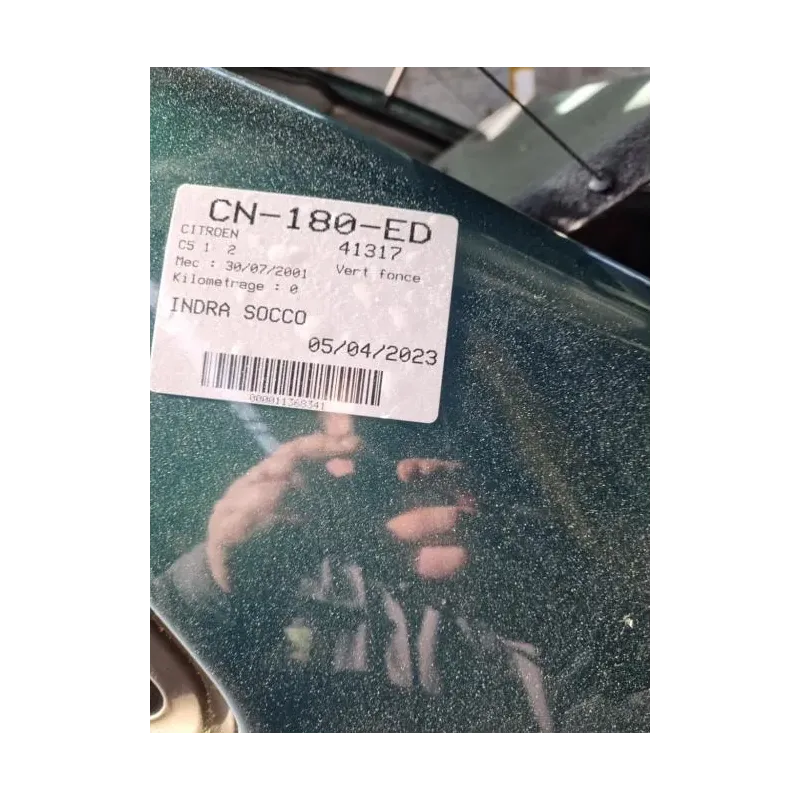 CN-180-ED
CITROEN
C5 1 2 41317
Mec : 30/07/2001 Vert fonce
Kilometrage : 0
INDRA SOCCO
05/04/2023